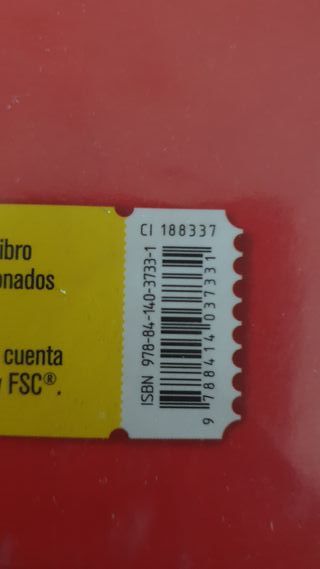 ibro
onados
cuenta
y FSC®.
CI 188337
ISBN 978-84-140-3733-1
9 788414 037331